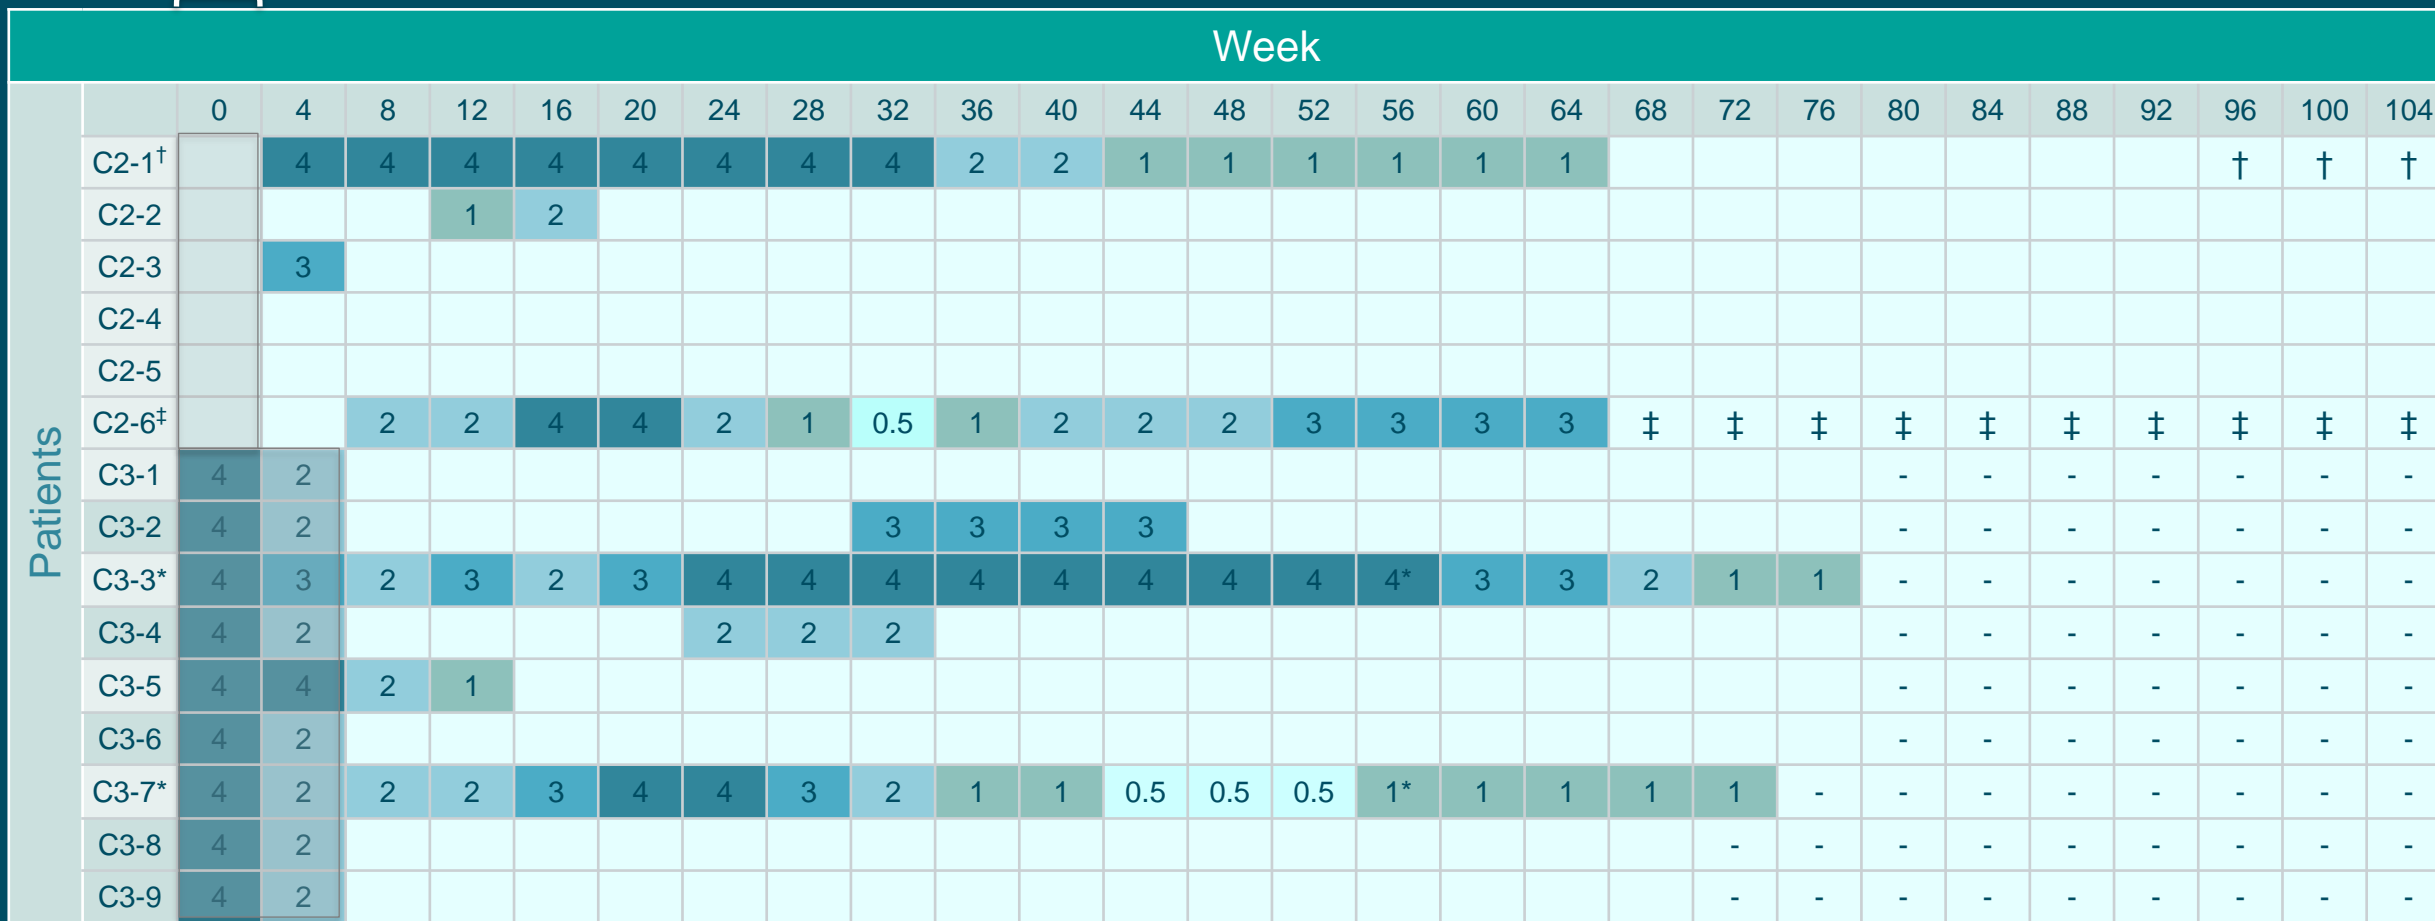 Week
Patients
0 4 8 12 16 20 24 28 32 36 40 44 48 52 56 60 64 68 72 76 80 84 88 92 96 100 104
C2-1† 4 4 4 4 4 4 4 4 2 2 1 1 1 1 1 1 † † †
C2-2 1 2
C2-3 3
C2-4
C2-5
C2-6‡ 2 2 4 4 2 1 0.5 1 2 2 2 3 3 3 3 ‡ ‡ ‡ ‡ ‡ ‡ ‡ ‡ ‡ ‡
C3-1 4 2 - - - - - - -
C3-2 4 2 3 3 3 3 - - - - - - -
C3-3* 4 3 2 3 2 3 4 4 4 4 4 4 4 4 4* 3 3 2 1 1 - - - - - - -
C3-4 4 2 2 2 2 - - - - - - -
C3-5 4 4 2 1 - - - - - - -
C3-6 4 2 - - - - - - -
C3-7* 4 2 2 2 3 4 4 3 2 1 1 0.5 0.5 0.5 1* 1 1 1 1 - - - - - - - -
C3-8 4 2 - - - - - - - - -
C3-9 4 2 - - - - - - - - -